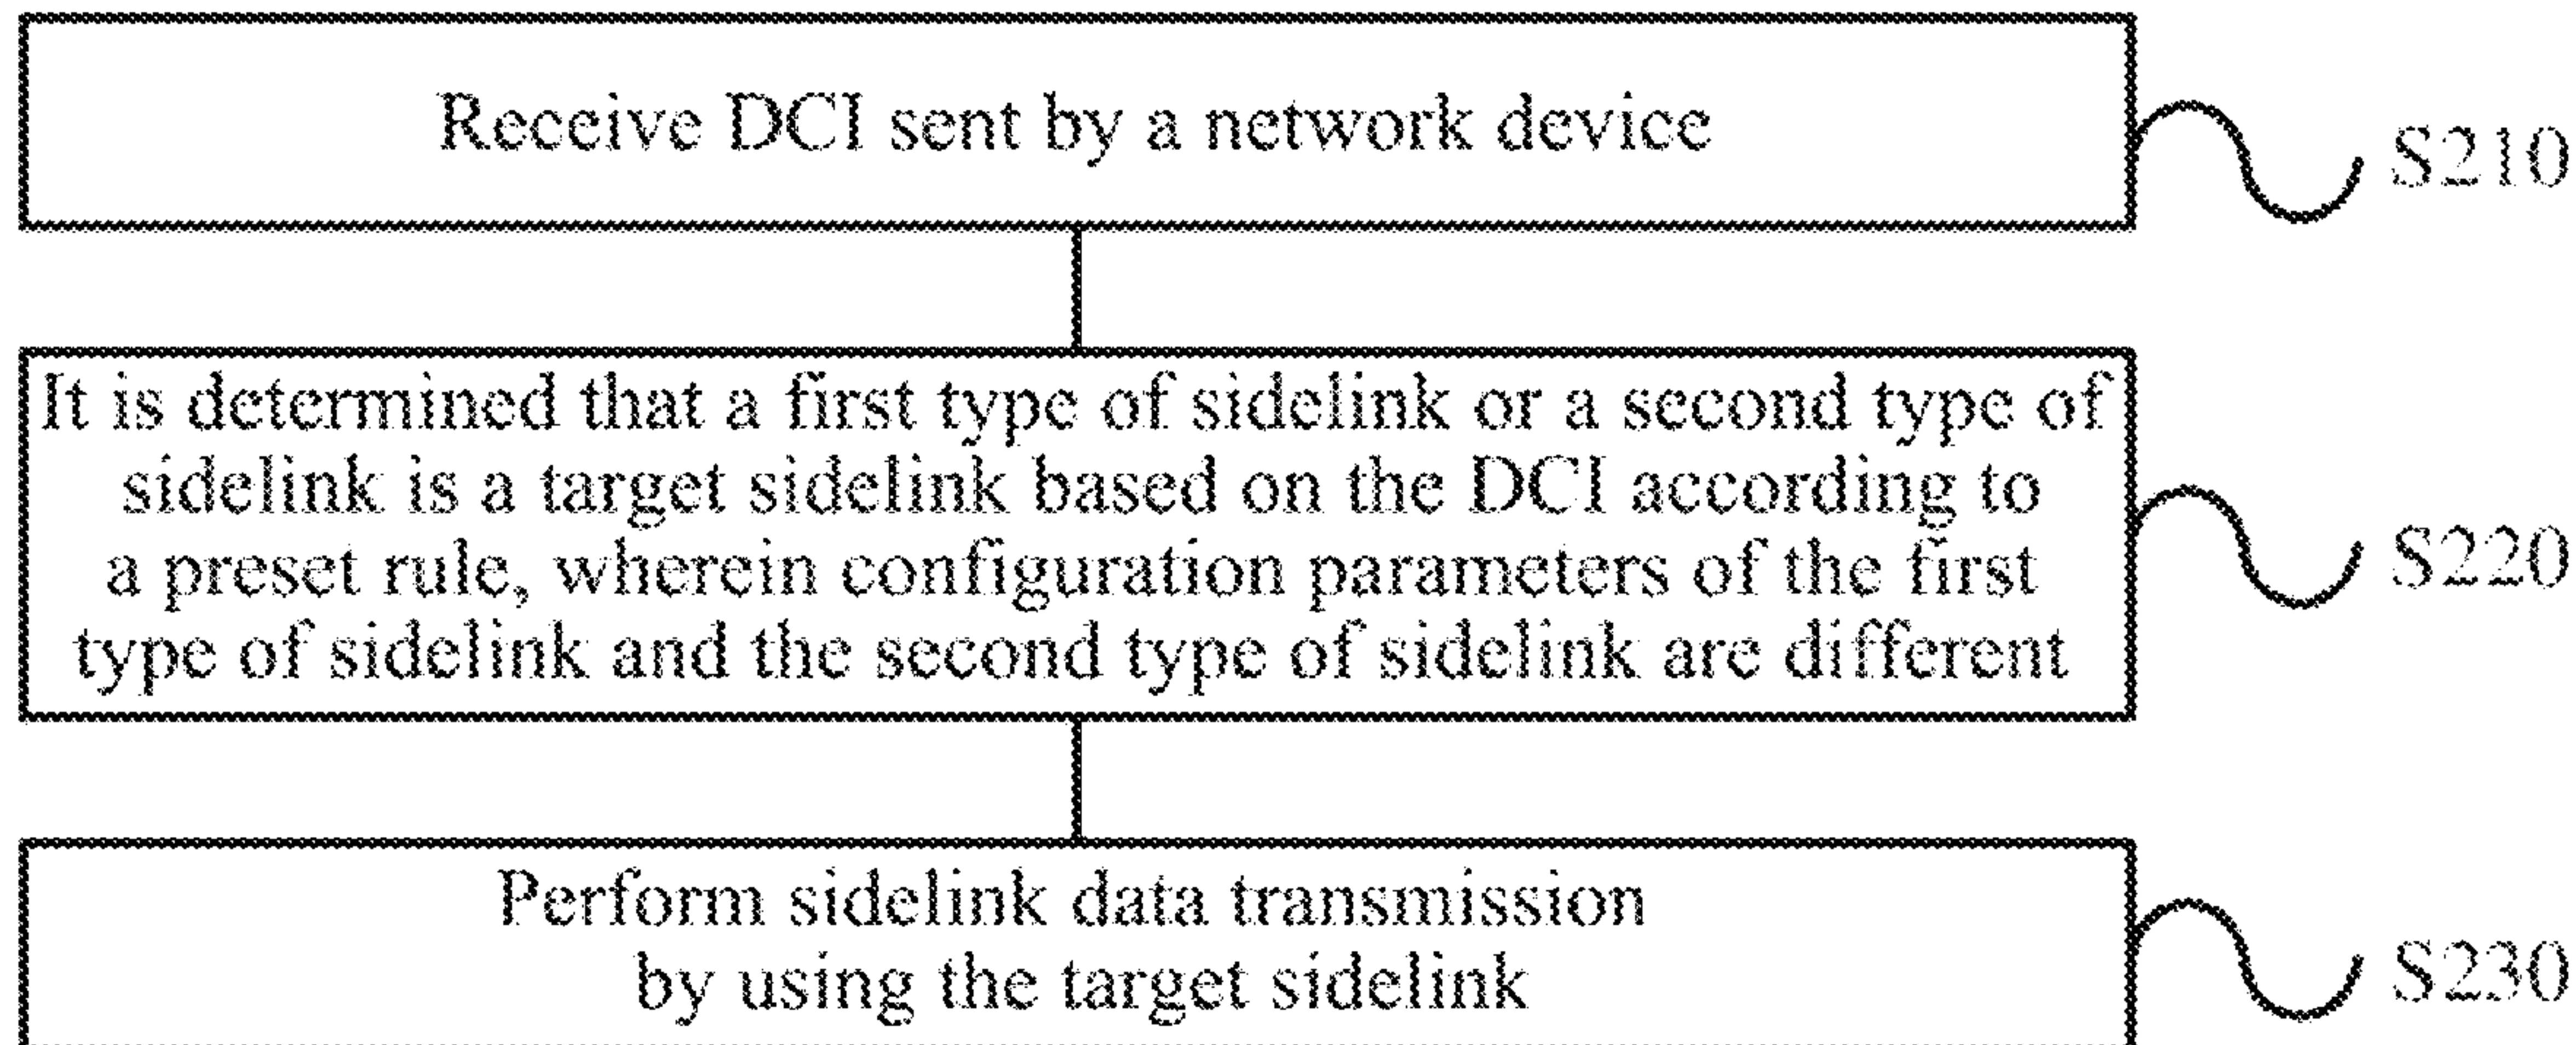 Receive DCI sent by a network device
S210
It is determined that a first type of sidelink or a second type of
sidelink is a target sidelink based on the DCI according to
a preset rule, wherein configuration parameters of the first
type of sidelink and the second type of sidelink are different
S220
Perform sidelink data transmission
by using the target sidelink
S230